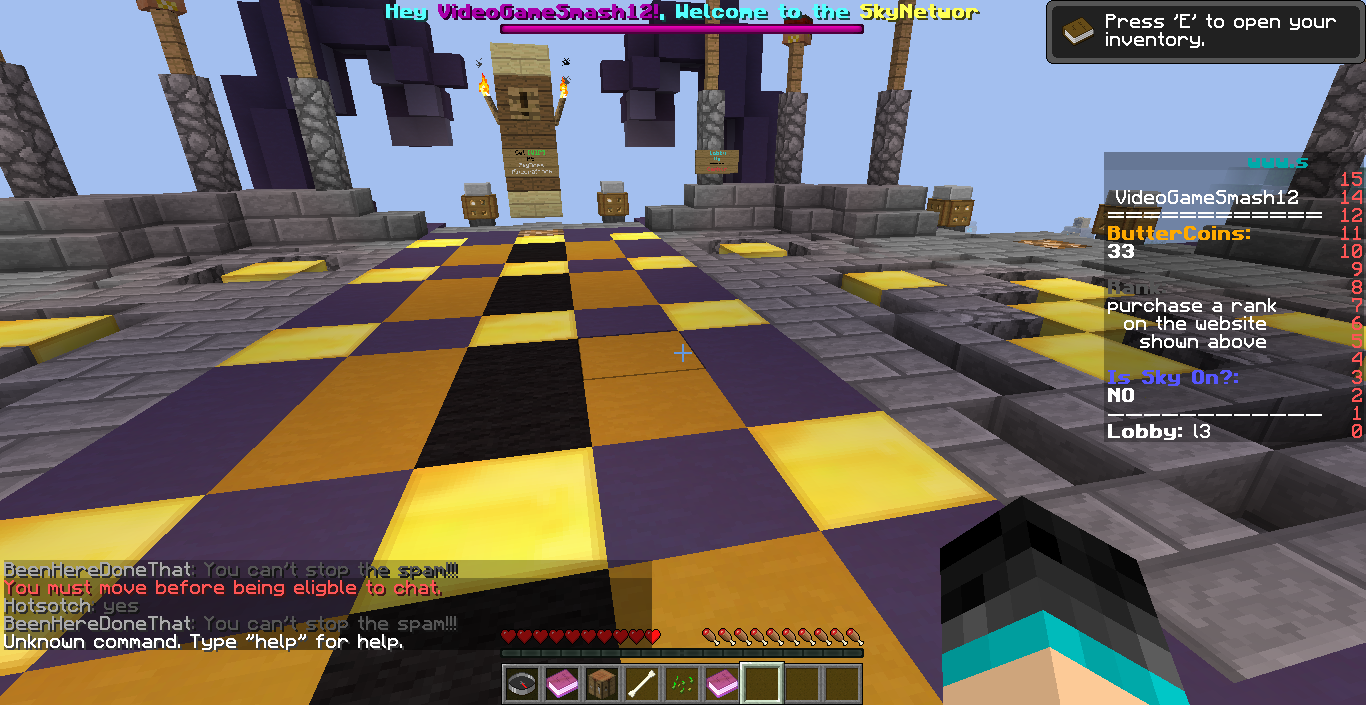 Hey VideoGameSmash12!, Welcome to the SkyNetwor
Press 'E' to open your
inventory.
www.s
15
VideoGameSmash12
14
============= 12
ButterCoins: 11
33 10
9
Rank 8
purchase a rank 7
on the website 6
shown above 5
4
Is Sky On?: 3
NO 2
------------- 1
Lobby: l3 0
BeenHereDoneThat: You can't stop the spam!!!
You must move before being eligble to chat.
Hotsotch: yes
BeenHereDoneThat: You can't stop the spam!!!
Unknown command. Type "help" for help.